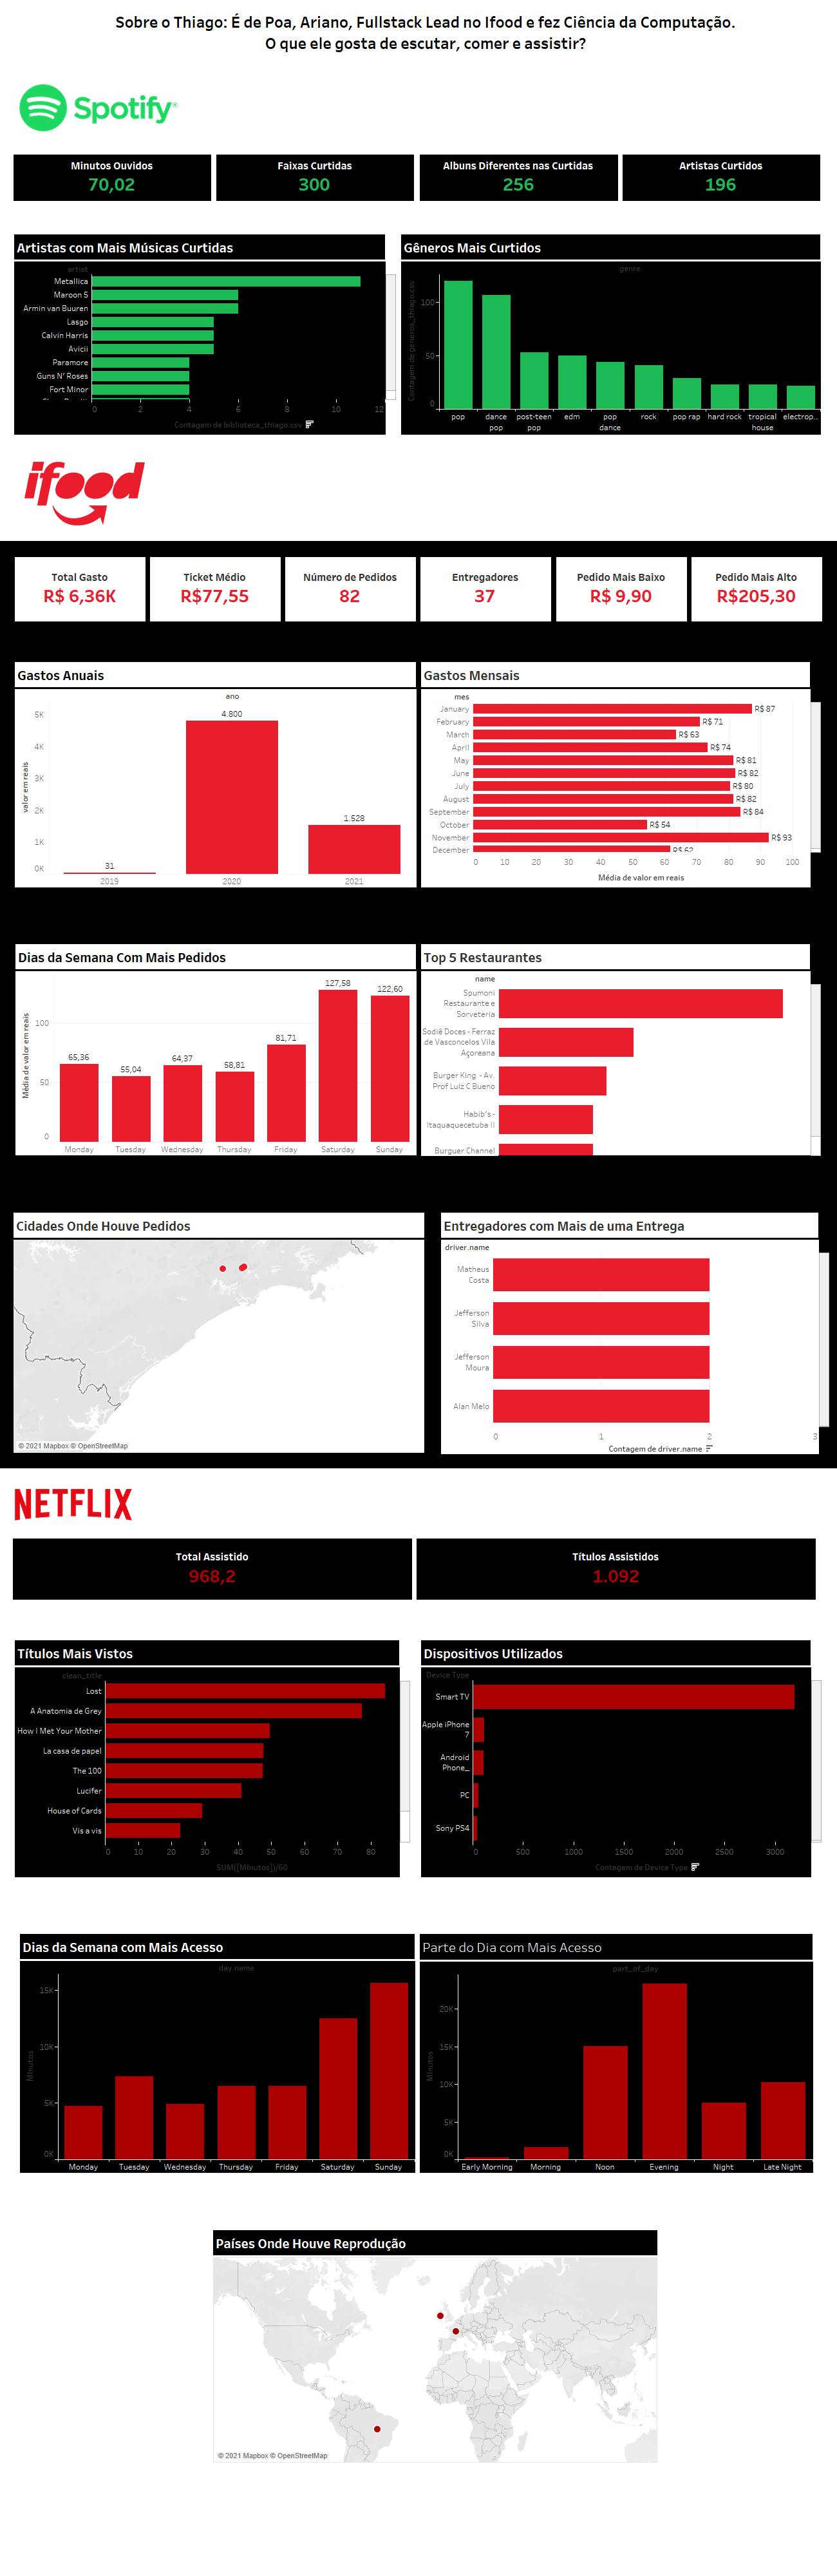 Sobre o Thiago: É de Poa, Ariano, Fullstack Lead no Ifood e fez Ciência da Computação.
O que ele gosta de escutar, comer e assistir?
Spotify®
Minutos Ouvidos
70,02
Faixas Curtidas
300
Albuns Diferentes nas Curtidas
256
Artistas Curtidos
196
Artistas com Mais Músicas Curtidas
artist
Metallica
Maroon 5
Armin van Buuren
Lasgo
Calvin Harris
Avicii
Paramore
Guns N' Roses
Fort Minor
0 2 4 6 8 10 12
Contagem de biblioteca_thiago.csv
Gêneros Mais Curtidos
genre
Contagem de generos_thiago.csv
100
50
0
pop
dance pop
post-teen pop
edm
pop dance
rock
pop rap
hard rock
tropical house
electrop..
ifood
Total Gasto
R$ 6,36K
Ticket Médio
R$77,55
Número de Pedidos
82
Entregadores
37
Pedido Mais Baixo
R$ 9,90
Pedido Mais Alto
R$205,30
Gastos Anuais
ano
valor em reais
5K
4K
3K
2K
1K
0K
31
4.800
1.528
2019 2020 2021
Gastos Mensais
mes
January R$ 87
February R$ 71
March R$ 63
April R$ 74
May R$ 81
June R$ 82
July R$ 80
August R$ 82
September R$ 84
October R$ 54
November R$ 93
December R$ 62
0 10 20 30 40 50 60 70 80 90 100
Média de valor em reais
Dias da Semana Com Mais Pedidos
Média de valor em reais
100
50
0
65,36
55,04
64,37
58,81
81,71
127,58
122,60
Monday Tuesday Wednesday Thursday Friday Saturday Sunday
Top 5 Restaurantes
name
Spumoni
Restaurante e
Sorveteria
Sodiê Doces - Ferraz
de Vasconcelos Vila
Açoreana
Burger King - Av.
Prof Luiz C Bueno
Habib's -
Itaquaquecetuba II
Burguer Channel
Cidades Onde Houve Pedidos
© 2021 Mapbox © OpenStreetMap
Entregadores com Mais de uma Entrega
driver.name
Matheus
Costa
Jefferson
Silva
Jefferson
Moura
Alan Melo
0 1 2 3
Contagem de driver.name
NETFLIX
Total Assistido
968,2
Títulos Assistidos
1.092
Títulos Mais Vistos
clean_title
Lost
A Anatomia de Grey
How I Met Your Mother
La casa de papel
The 100
Lucifer
House of Cards
Vis a vis
0 10 20 30 40 50 60 70 80
SUM([Minutos])/60
Dispositivos Utilizados
Device Type
Smart TV
Apple iPhone
7
Android
Phone_
PC
Sony PS4
0 500 1000 1500 2000 2500 3000
Contagem de Device Type
Dias da Semana com Mais Acesso
day.name
Minutos
15K
10K
5K
0K
Monday Tuesday Wednesday Thursday Friday Saturday Sunday
Parte do Dia com Mais Acesso
part_of_day
Minutos
20K
15K
10K
5K
0K
Early Morning Morning Noon Evening Night Late Night
Países Onde Houve Reprodução
© 2021 Mapbox © OpenStreetMap